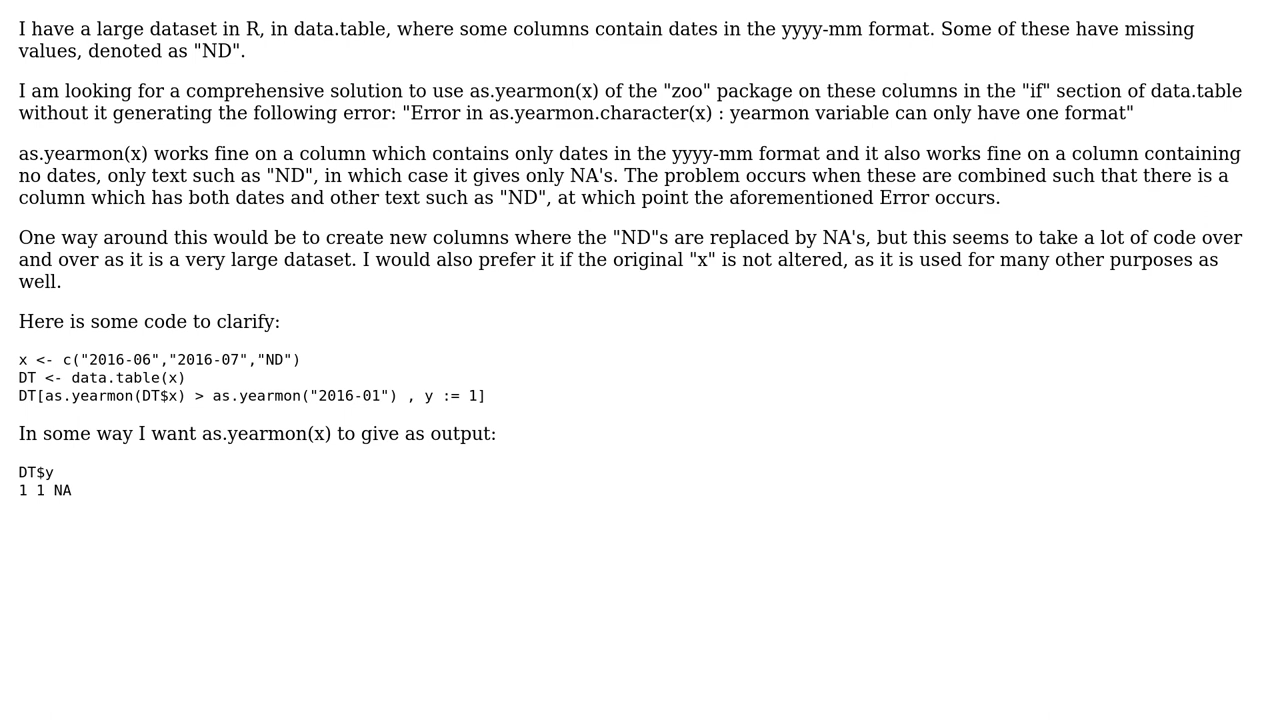 I have a large dataset in R, in data.table, where some columns contain dates in the yyyy-mm format. Some of these have missing
values, denoted as "ND".
I am looking for a comprehensive solution to use as.yearmon(x) of the "zoo" package on these columns in the "if" section of data.table
without it generating the following error: "Error in as.yearmon.character(x) : yearmon variable can only have one format"
as.yearmon(x) works fine on a column which contains only dates in the yyyy-mm format and it also works fine on a column containing
no dates, only text such as "ND", in which case it gives only NA's. The problem occurs when these are combined such that there is a
column which has both dates and other text such as "ND", at which point the aforementioned Error occurs.
One way around this would be to create new columns where the "ND"s are replaced by NA's, but this seems to take a lot of code over
and over as it is a very large dataset. I would also prefer it if the original "x" is not altered, as it is used for many other purposes as
well.
Here is some code to clarify:
x <- c("2016-06","2016-07","ND")
DT <- data.table(x)
DT[as.yearmon(DT$x) > as.yearmon("2016-01") , y := 1]
In some way I want as.yearmon(x) to give as output:
DT$y
1 1 NA